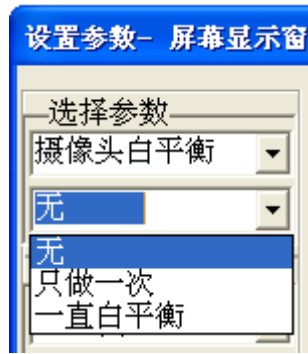 设置参数- 屏幕显示窗
选择参数
摄像头白平衡
无
无
只做一次
一直白平衡